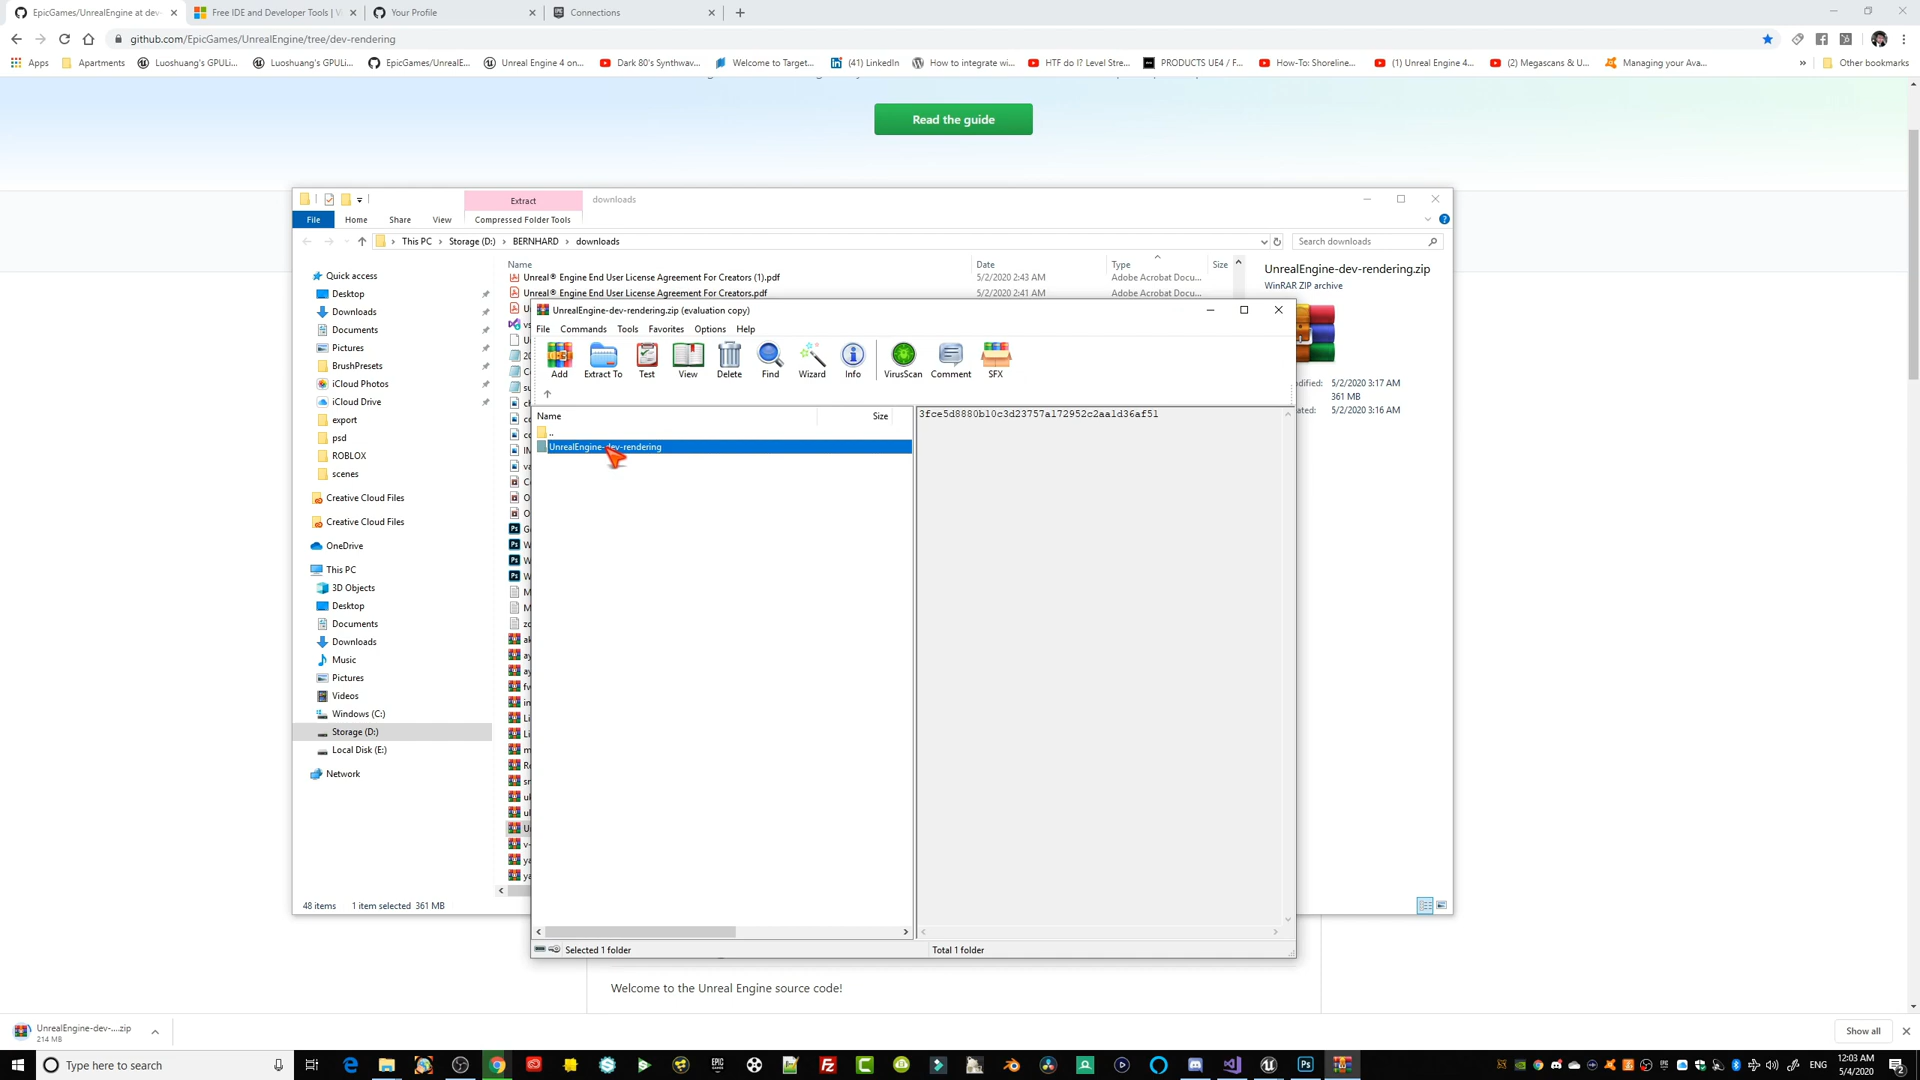 EpicGames/UnrealEngine at dev-
Free IDE and Developer Tools | V
Your Profile
Connections
github.com/EpicGames/UnrealEngine/tree/dev-rendering
Apps
Apartments
Luoshuang's GPULi...
Luoshuang's GPULi...
EpicGames/UnrealE...
Unreal Engine 4 on...
Dark 80's Synthwav...
Welcome to Target...
(41) LinkedIn
How to integrate wi...
HTF do I? Level Stre...
PRODUCTS UE4 / F...
How-To: Shoreline...
(1) Unreal Engine 4...
(2) Megascans & U...
Managing your Ava...
»
Other bookmarks
Read the guide
Extract
downloads
File
Home
Share
View
Compressed Folder Tools
This PC > Storage (D:) > BERNHARD > downloads
Search downloads
Name
Date
Type
Size
Unreal® Engine End User License Agreement For Creators (1).pdf
5/2/2020 2:43 AM
Adobe Acrobat Docu...
Unreal® Engine End User License Agreement For Creators.pdf
5/2/2020 2:41 AM
Adobe Acrobat Docu...
UnrealEngine-dev-rendering.zip
WinRAR ZIP archive
5/2/2020 3:17 AM
361 MB
5/2/2020 3:16 AM
Quick access
Desktop
Downloads
Documents
Pictures
BrushPresets
iCloud Photos
iCloud Drive
export
psd
ROBLOX
scenes
Creative Cloud Files
Creative Cloud Files
OneDrive
This PC
3D Objects
Desktop
Documents
Downloads
Music
Pictures
Videos
Windows (C:)
Storage (D:)
Local Disk (E:)
Network
48 items
1 item selected 361 MB
UnrealEngine-dev-rendering.zip (evaluation copy)
File
Commands
Tools
Favorites
Options
Help
Add
Extract To
Test
View
Delete
Find
Wizard
Info
VirusScan
Comment
SFX
Name
Size
..
UnrealEngine-dev-rendering
3fce5d8880b10c3d23757a172952c2aa1d36af51
Selected 1 folder
Total 1 folder
Welcome to the Unreal Engine source code!
UnrealEngine-dev-....zip
214 MB
Show all
Type here to search
ENG
12:03 AM
5/4/2020